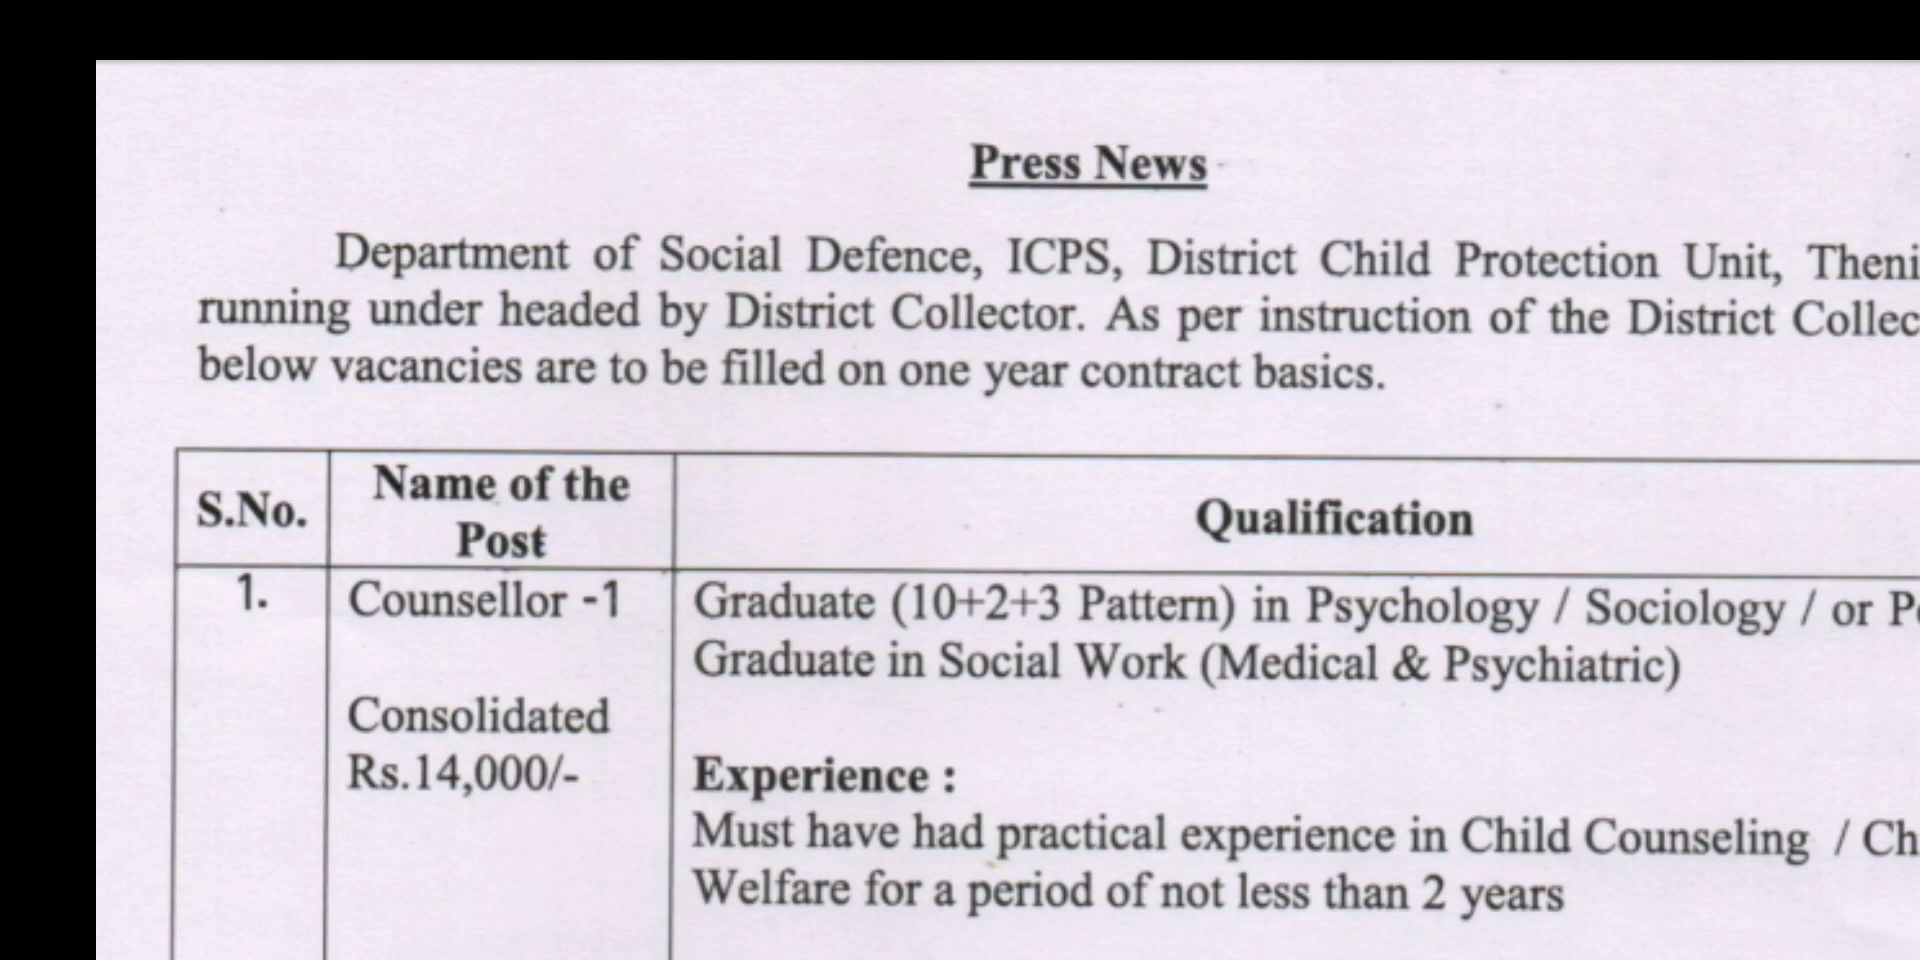 Press News
Department of Social Defence, ICPS, District Child Protection Unit, Theni
running under headed by District Collector. As per instruction of the District
below vacancies are to be filled on one year contract basics.
S.No.
Name of the
Post
Qualification
1.
Counsellor -1
Consolidated
Rs.14,000/-
Graduate (10+2+3 Pattern) in Psychology / Sociology / or
Graduate in Social Work (Medical & Psychiatric)
Experience :
Must have had practical experience in Child Counseling /
Welfare for a period of not less than 2 years